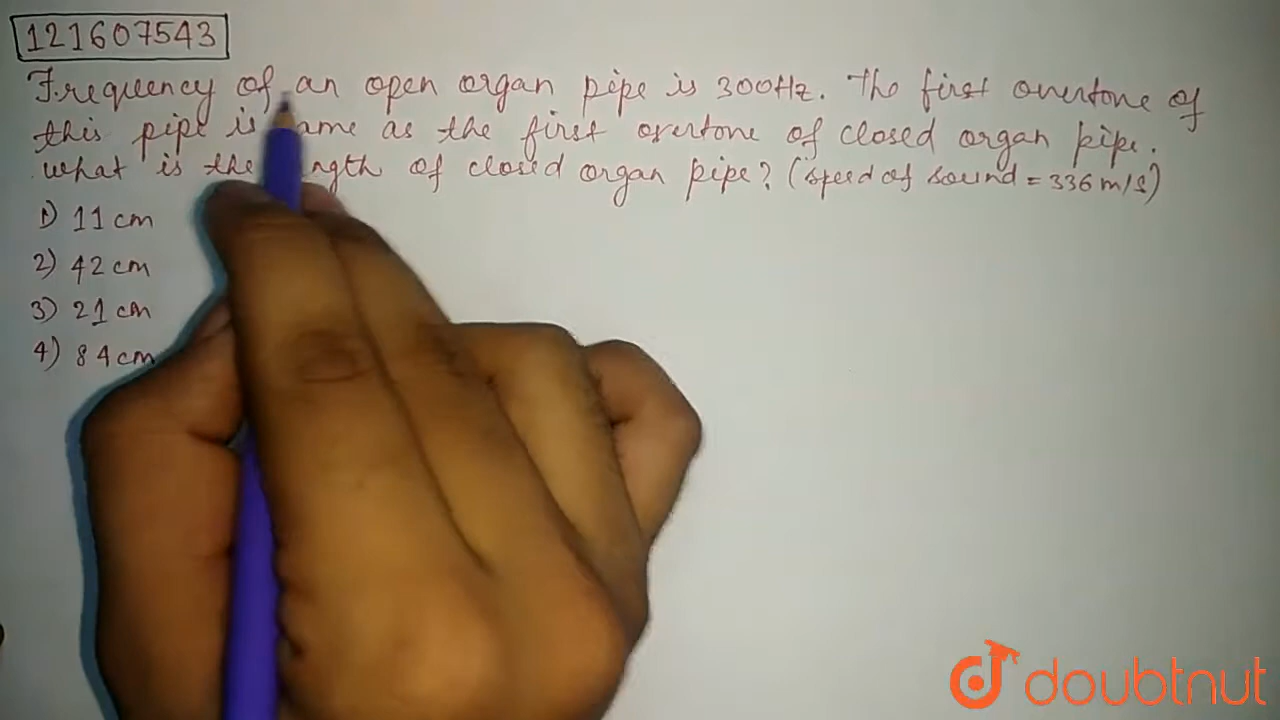 121607543
Frequency of an open organ pipe is 300Hz. The first overtone of
this pipe is same as the first overtone of closed organ pipe.
what is the length of closed organ pipe? (speed of sound = 336 m/s)
1) 11 cm
2) 42 cm
3) 21 cm
4) 84 cm
doubtnut